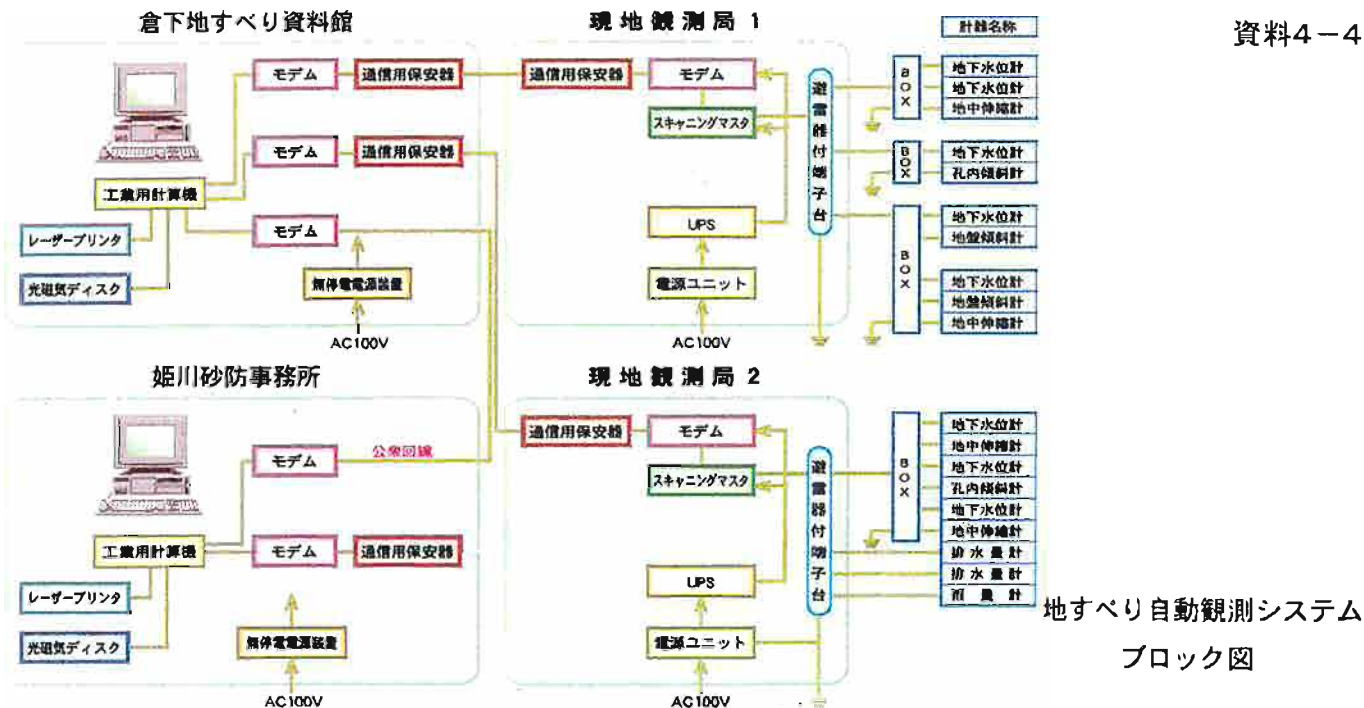 資料4-4
倉下地すべり資料館
モデム
通信用保安器
モデム
通信用保安器
工業用計算機
モデム
レーザープリンタ
光磁気ディスク
無停電電源装置
AC100V
現地観測局 1
通信用保安器
モデム
スキャニングマスタ
UPS
電源ユニット
AC100V
避雷器付端子台
計器名称
BOX
地下水位計
地下水位計
地中伸縮計
BOX
地下水位計
孔内傾斜計
BOX
地下水位計
地盤傾斜計
地下水位計
地盤傾斜計
地中伸縮計
姫川砂防事務所
モデム
公衆回線
工業用計算機
モデム
通信用保安器
レーザープリンタ
光磁気ディスク
無停電電源装置
AC100V
現地観測局 2
通信用保安器
モデム
スキャニングマスタ
UPS
電源ユニット
AC100V
避雷器付端子台
BOX
地下水位計
地中伸縮計
地下水位計
孔内傾斜計
地下水位計
地中伸縮計
排水量計
排水量計
雨量計
地すべり自動観測システム
ブロック図